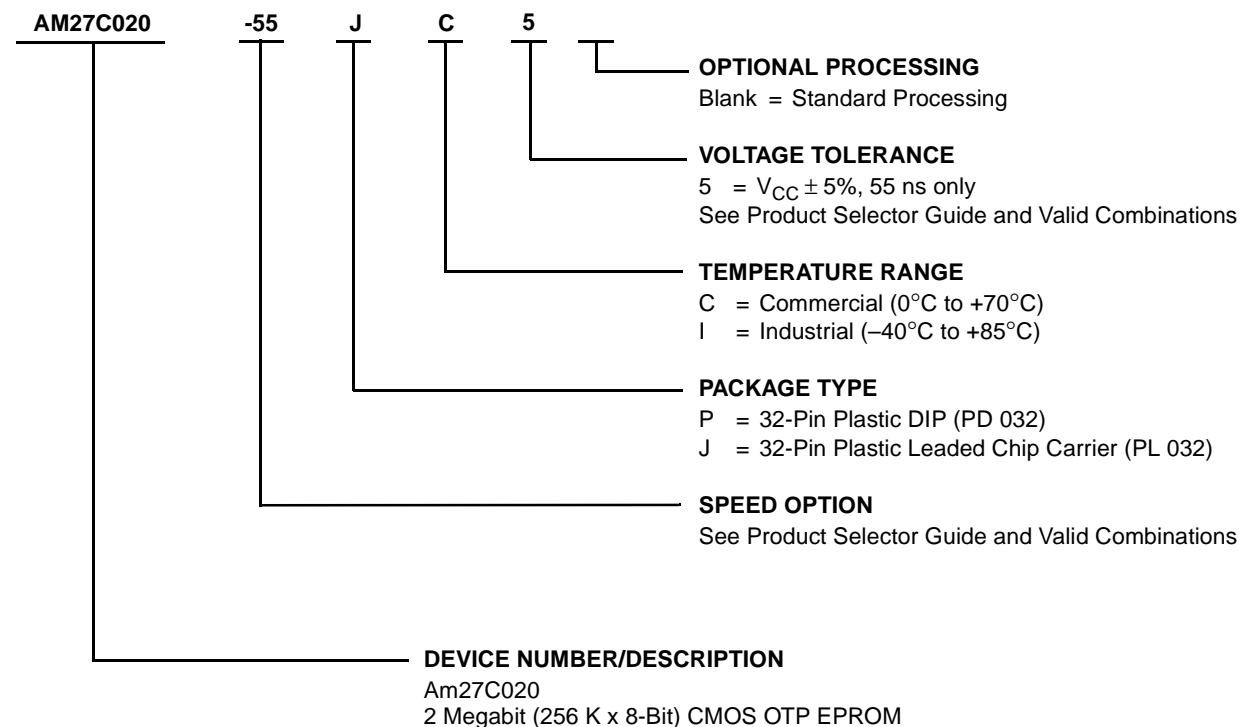 AM27C020 -55 J C 5
OPTIONAL PROCESSING
Blank = Standard Processing
VOLTAGE TOLERANCE
5 = VCC ± 5%, 55 ns only
See Product Selector Guide and Valid Combinations
TEMPERATURE RANGE
C = Commercial (0°C to +70°C)
I = Industrial (–40°C to +85°C)
PACKAGE TYPE
P = 32-Pin Plastic DIP (PD 032)
J = 32-Pin Plastic Leaded Chip Carrier (PL 032)
SPEED OPTION
See Product Selector Guide and Valid Combinations
DEVICE NUMBER/DESCRIPTION
Am27C020
2 Megabit (256 K x 8-Bit) CMOS OTP EPROM